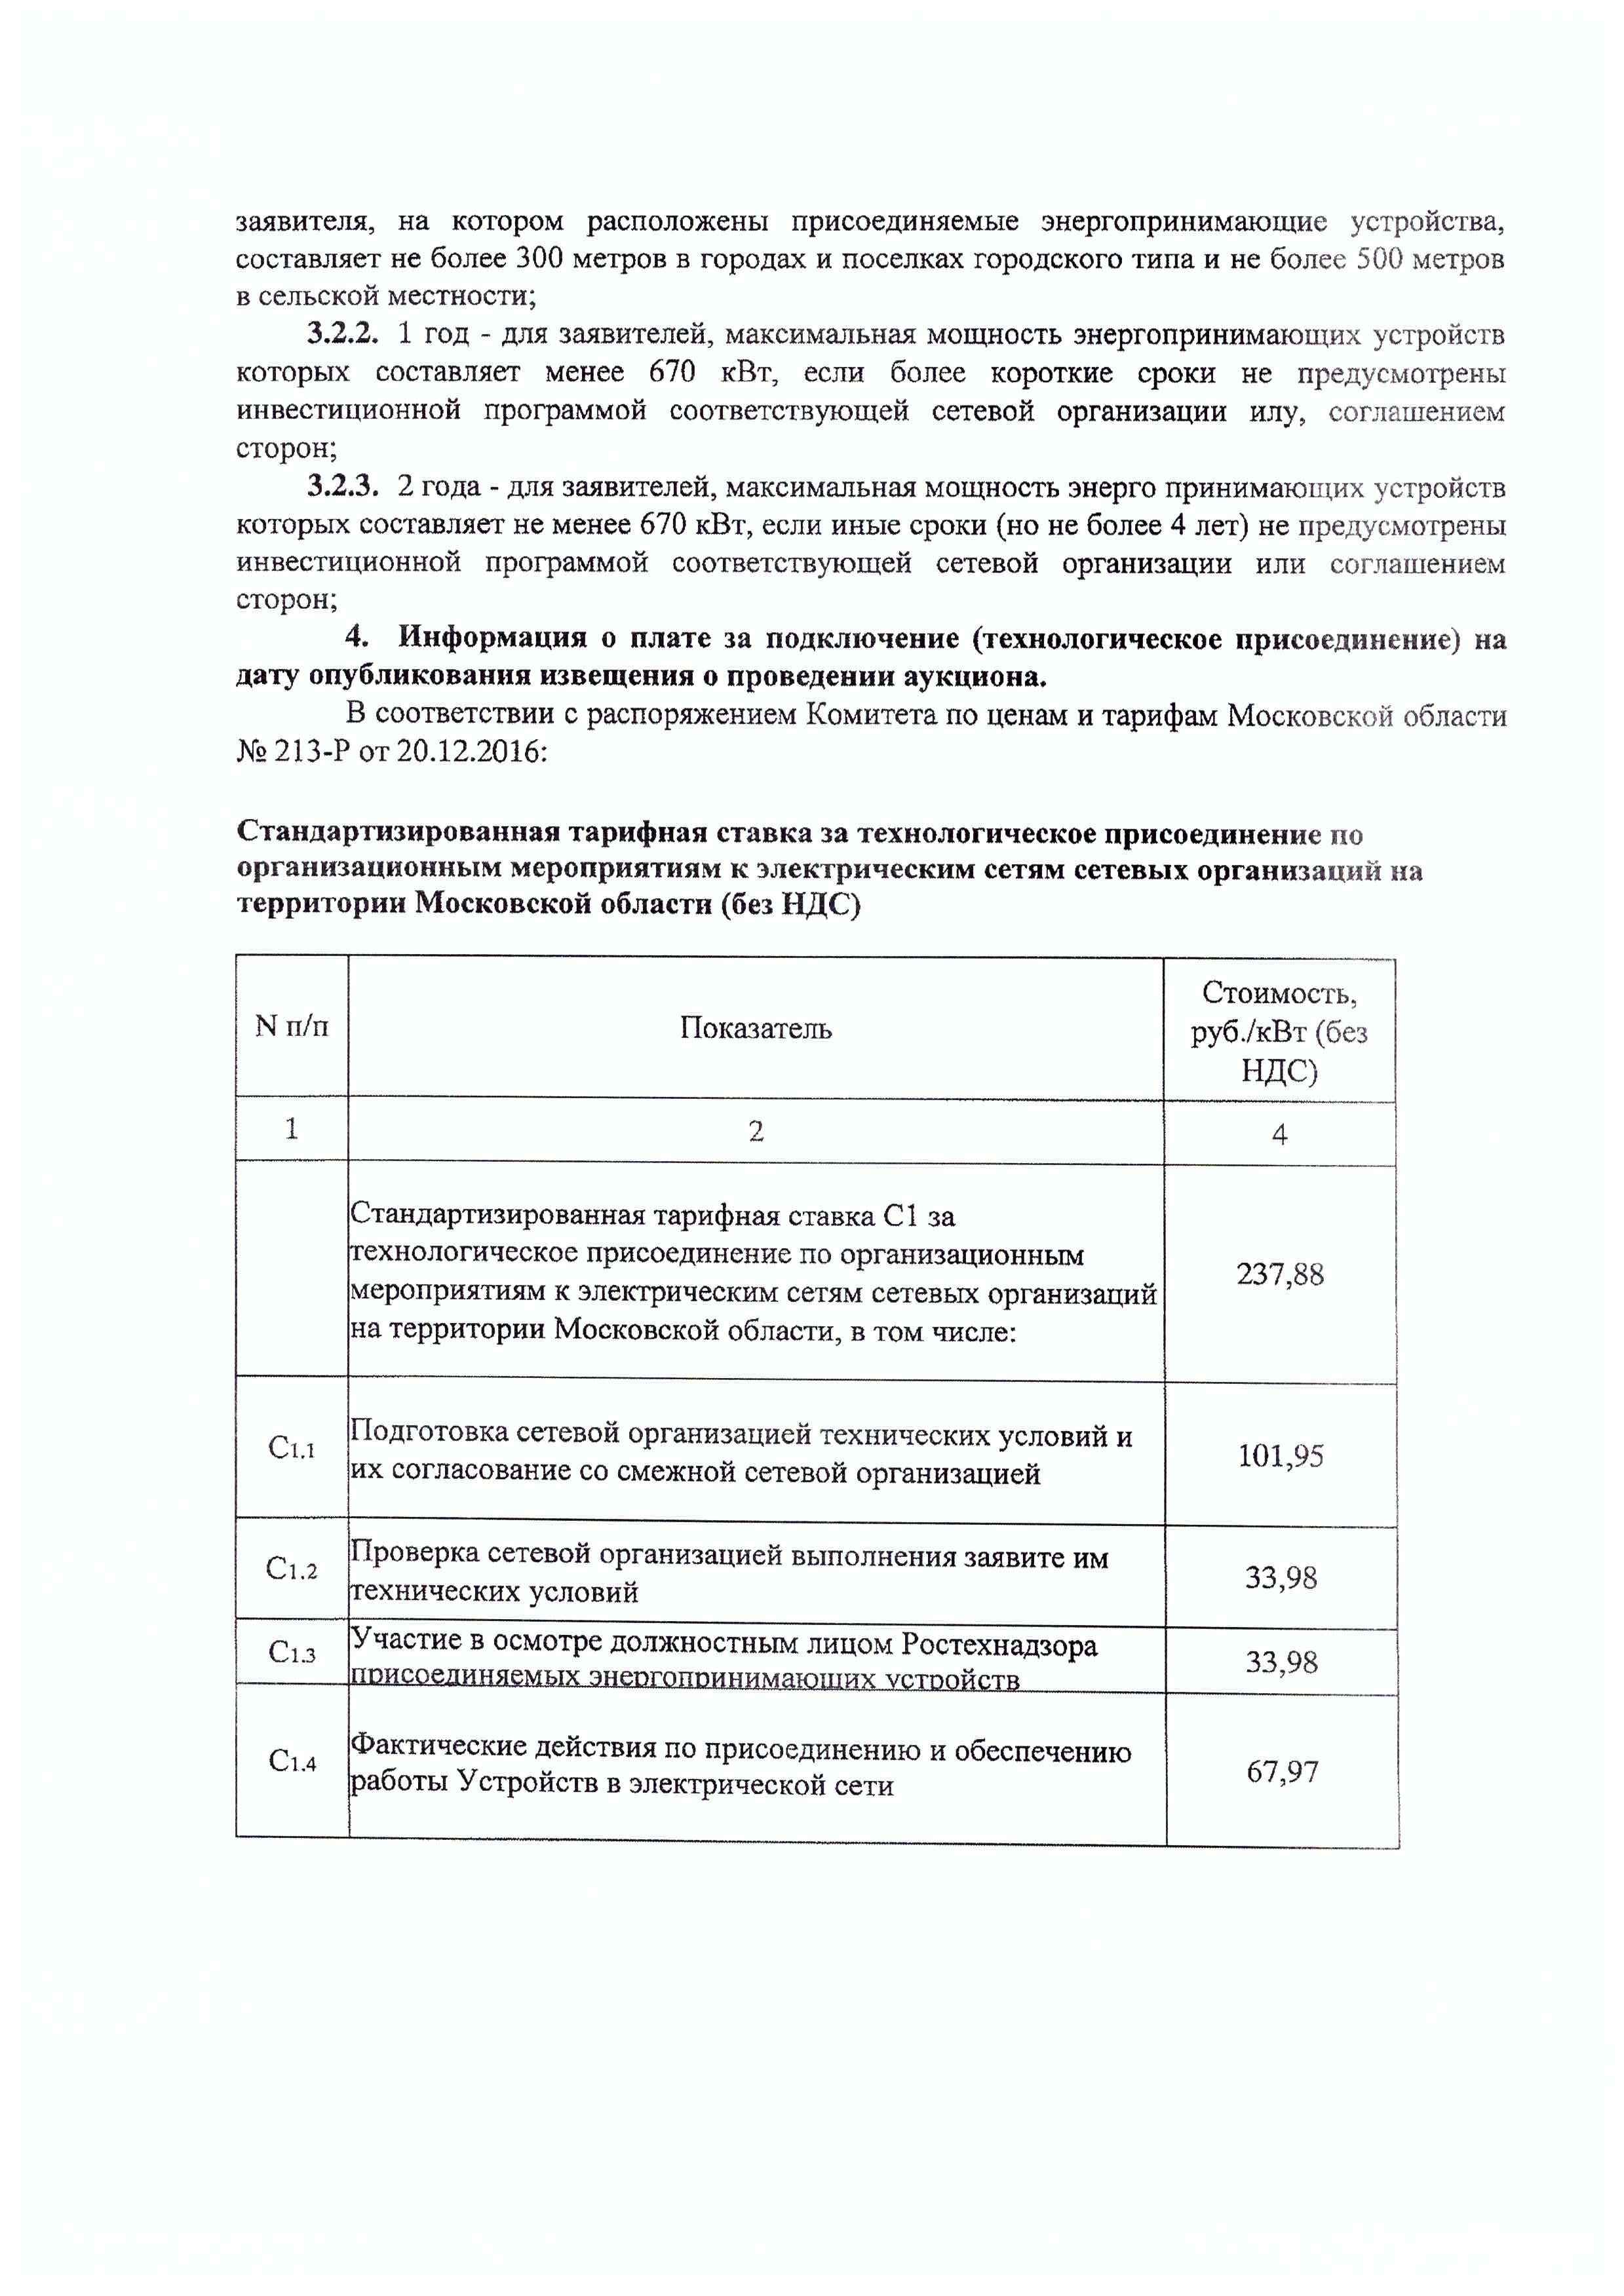 заявителя, на котором расположены присоединяемые энергопринимающие устройства,
составляет не более 300 метров в городах и поселках городского типа и не более 500 метров
в сельской местности;
3.2.2. 1 год - для заявителей, максимальная мощность энергопринимающих устройств
которых составляет менее 670 кВт, если более короткие сроки не предусмотрены
инвестиционной программой соответствующей сетевой организации илу, соглашением
сторон;
3.2.3. 2 года - для заявителей, максимальная мощность энерго принимающих устройств
которых составляет не менее 670 кВт, если иные сроки (но не более 4 лет) не предусмотрены
инвестиционной программой соответствующей сетевой организации или соглашением
сторон;
4. Информация о плате за подключение (технологическое присоединение) на
дату опубликования извещения о проведении аукциона.
В соответствии с распоряжением Комитета по ценам и тарифам Московской области
№ 213-Р от 20.12.2016:
Стандартизированная тарифная ставка за технологическое присоединение по
организационным мероприятиям к электрическим сетям сетевых организаций на
территории Московской области (без НДС)
N п/п
Показатель
Стоимость,
руб./кВт (без
НДС)
1
2
4
Стандартизированная тарифная ставка С1 за
технологическое присоединение по организационным
мероприятиям к электрическим сетям сетевых организаций
на территории Московской области, в том числе:
237,88
С1.1
Подготовка сетевой организацией технических условий и
их согласование со смежной сетевой организацией
101,95
С1.2
Проверка сетевой организацией выполнения заявите им
технических условий
33,98
С1.3
Участие в осмотре должностным лицом Ростехнадзора
присоединяемых энергопринимающих устройств
33,98
С1.4
Фактические действия по присоединению и обеспечению
работы Устройств в электрической сети
67,97